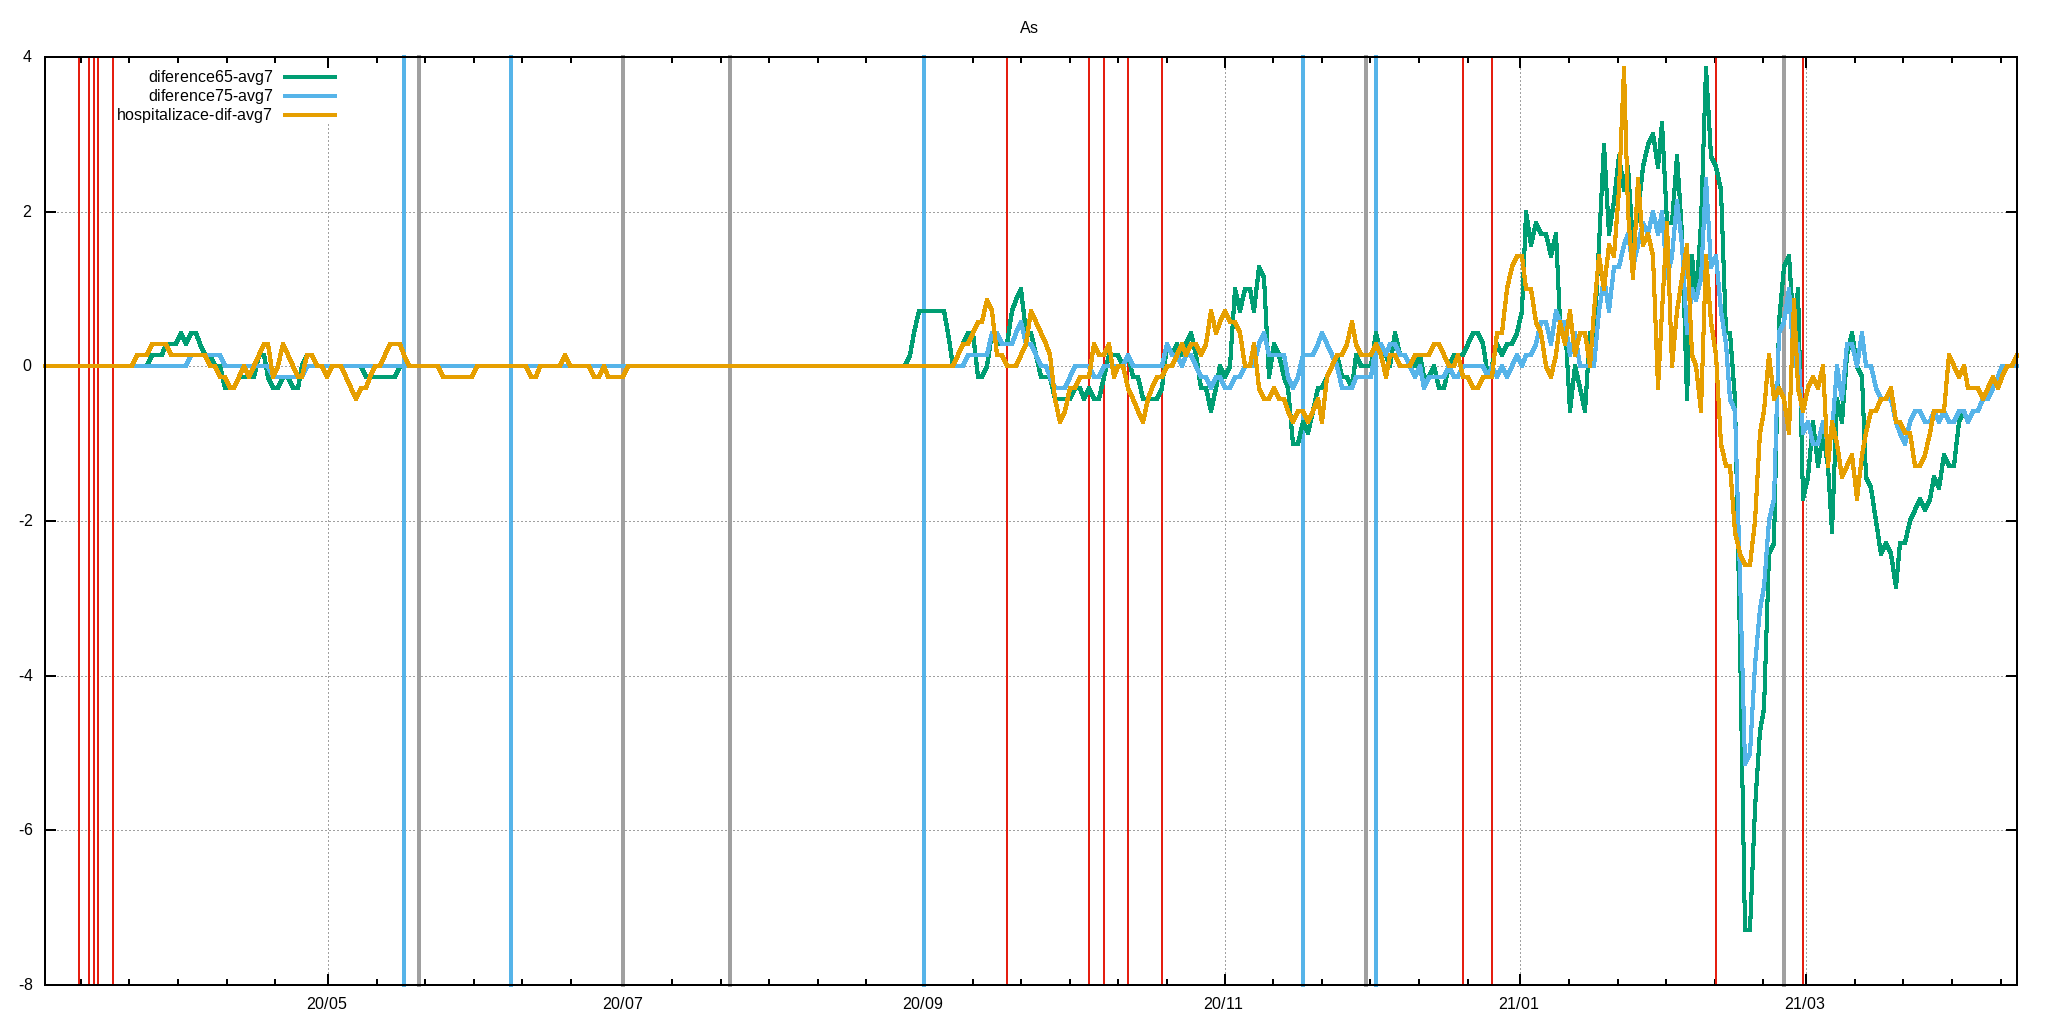 As
4
diference65-avg7
diference75-avg7
hospitalizace-dif-avg7
2
0
-2
-4
-6
-8
20/05 20/07 20/09 20/11 21/01 21/03